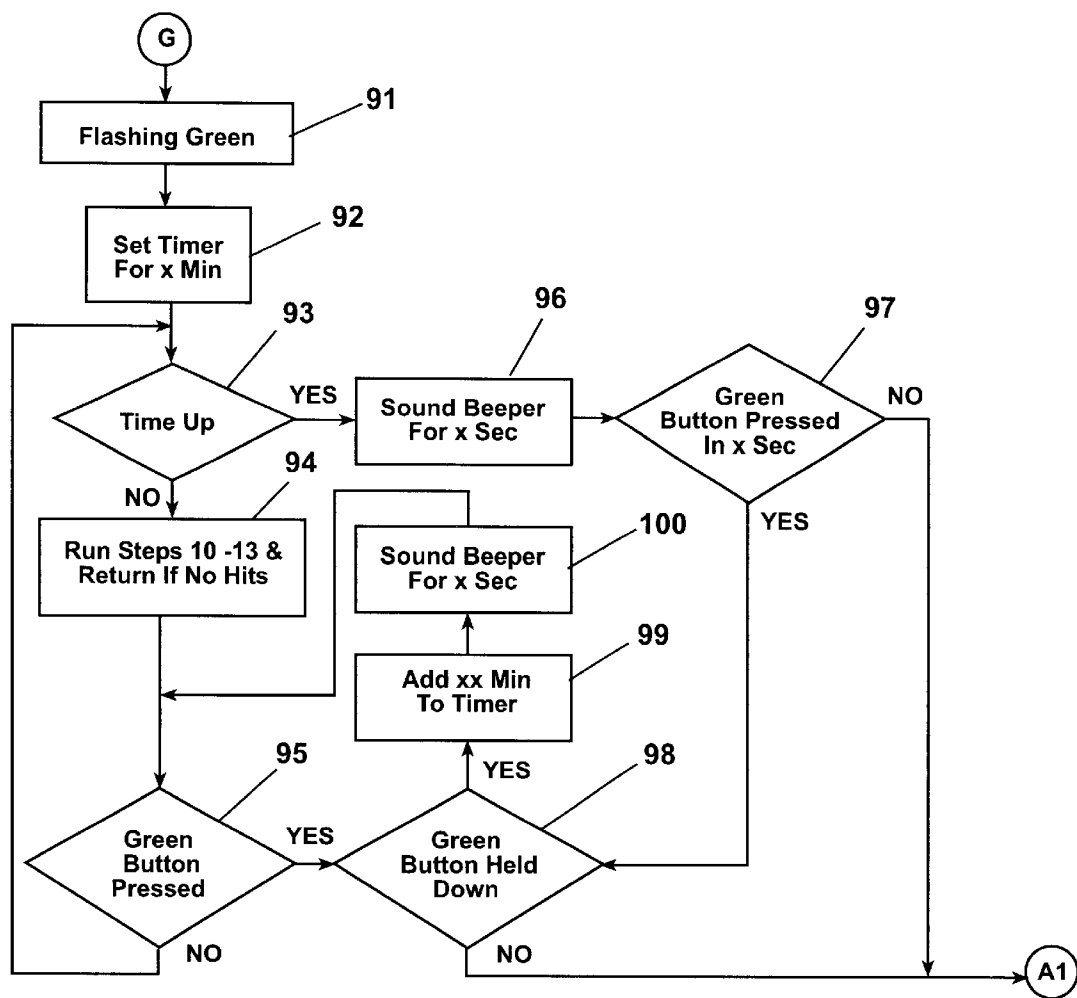 G
91
Flashing Green
92
Set Timer
For x Min
93
Time Up
YES
NO
96
Sound Beeper
For x Sec
97
Green
Button Pressed
In x Sec
NO
YES
94
Run Steps 10 -13 &
Return If No Hits
100
Sound Beeper
For x Sec
99
Add xx Min
To Timer
YES
95
Green
Button
Pressed
YES
NO
98
Green
Button Held
Down
NO
A1